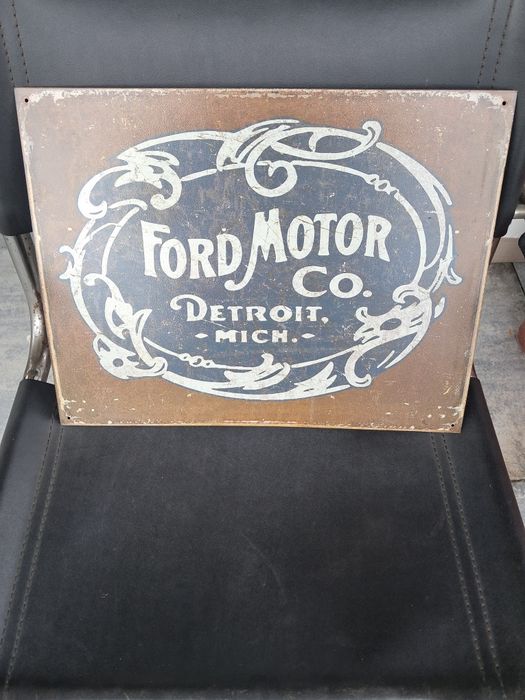 FORD MOTOR
CO.
DETROIT,
-MICH.-